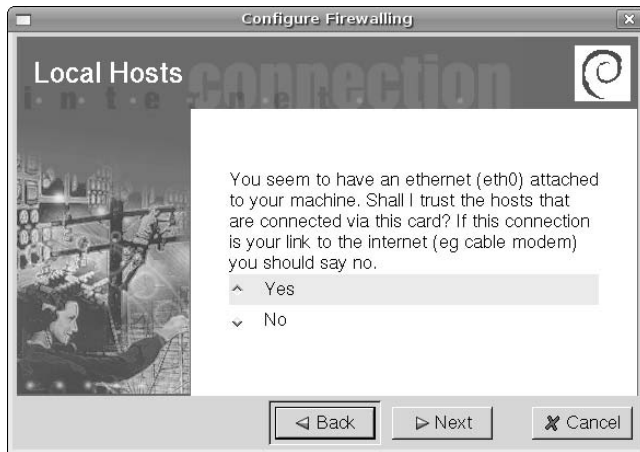 Configure Firewalling
Local Hosts
connection
i·n·t·e·r·n·e·t·
You seem to have an ethernet (eth0) attached
to your machine. Shall I trust the hosts that
are connected via this card? If this connection
is your link to the internet (eg cable modem)
you should say no.
Yes
No
Back
Next
Cancel